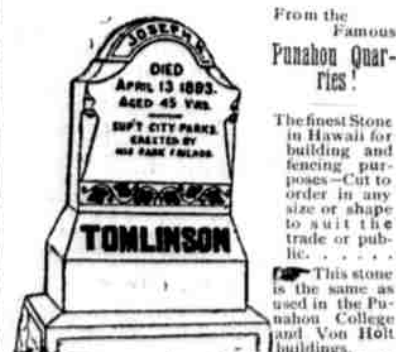 JOSEPH R.
DIED
APRIL 13 1893.
AGED 45 YRS.
SUP'T CITY PARKS.
ERECTED BY
HIS PARK FRIENDS
TOMLINSON
From the
Famous
Punahou Quar-
ries!
The finest Stone
in Hawaii for
building and
fencing pur-
poses—Cut to
order in any
size or shape
to suit the
trade or pub-
lic. . . . . .
☛ This stone
is the same as
used in the Pu-
nahou College
and Von Holt
buildings.